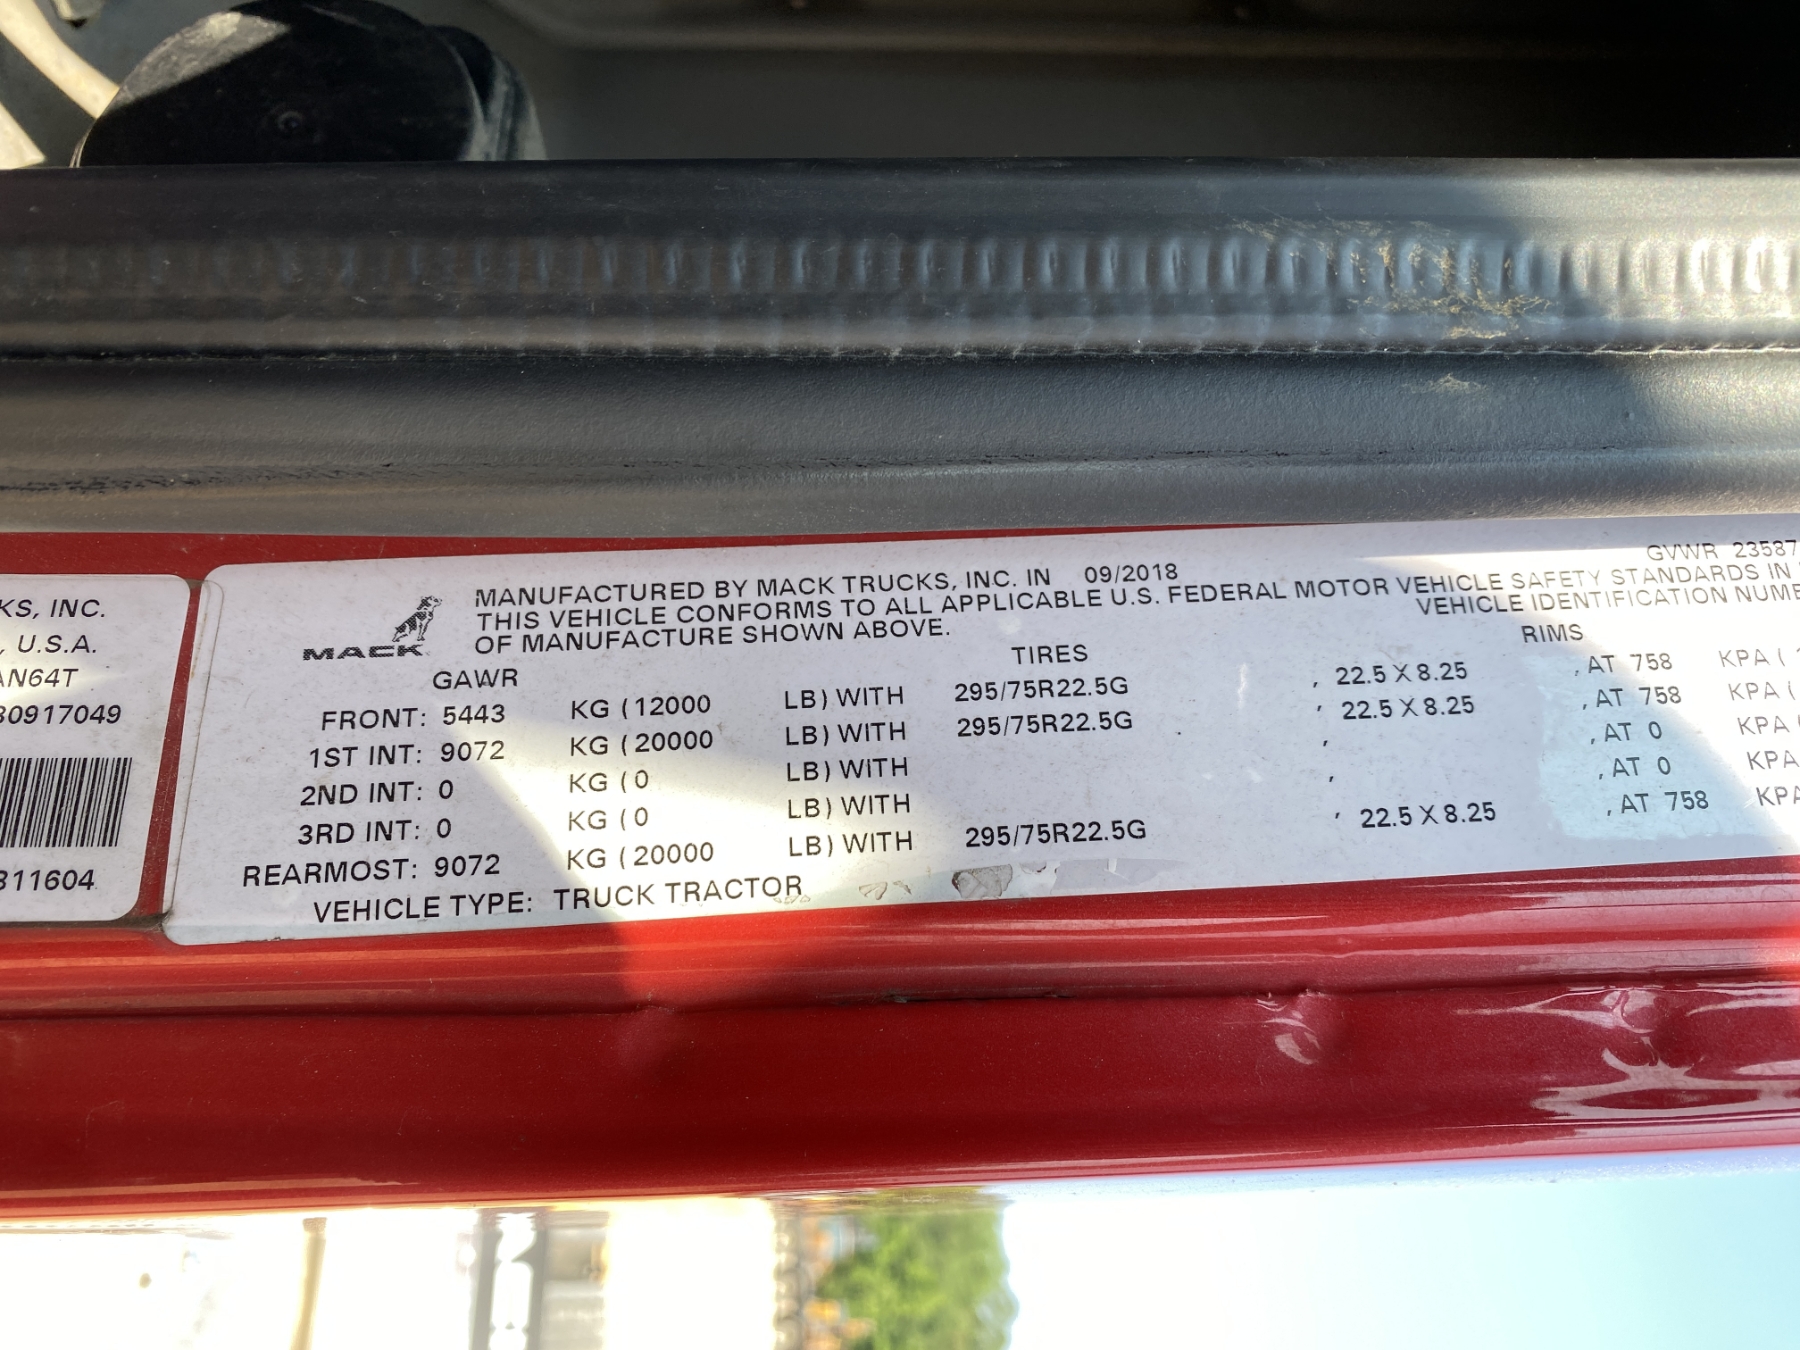 KS, INC.
, U.S.A.
AN64T
30917049
311604
MACK
MANUFACTURED BY MACK TRUCKS, INC. IN 09/2018 GVWR 23587
THIS VEHICLE CONFORMS TO ALL APPLICABLE U.S. FEDERAL MOTOR VEHICLE SAFETY STANDARDS IN
OF MANUFACTURE SHOWN ABOVE. VEHICLE IDENTIFICATION NUMBE
GAWR TIRES RIMS
FRONT: 5443 KG (12000 LB) WITH 295/75R22.5G , 22.5 X 8.25 , AT 758 KPA (
1ST INT: 9072 KG (20000 LB) WITH 295/75R22.5G , 22.5 X 8.25 , AT 758 KPA (
2ND INT: 0 KG (0 LB) WITH , , AT 0 KPA (
3RD INT: 0 KG (0 LB) WITH , , AT 0 KPA
REARMOST: 9072 KG (20000 LB) WITH 295/75R22.5G , 22.5 X 8.25 , AT 758 KPA
VEHICLE TYPE: TRUCK TRACTOR